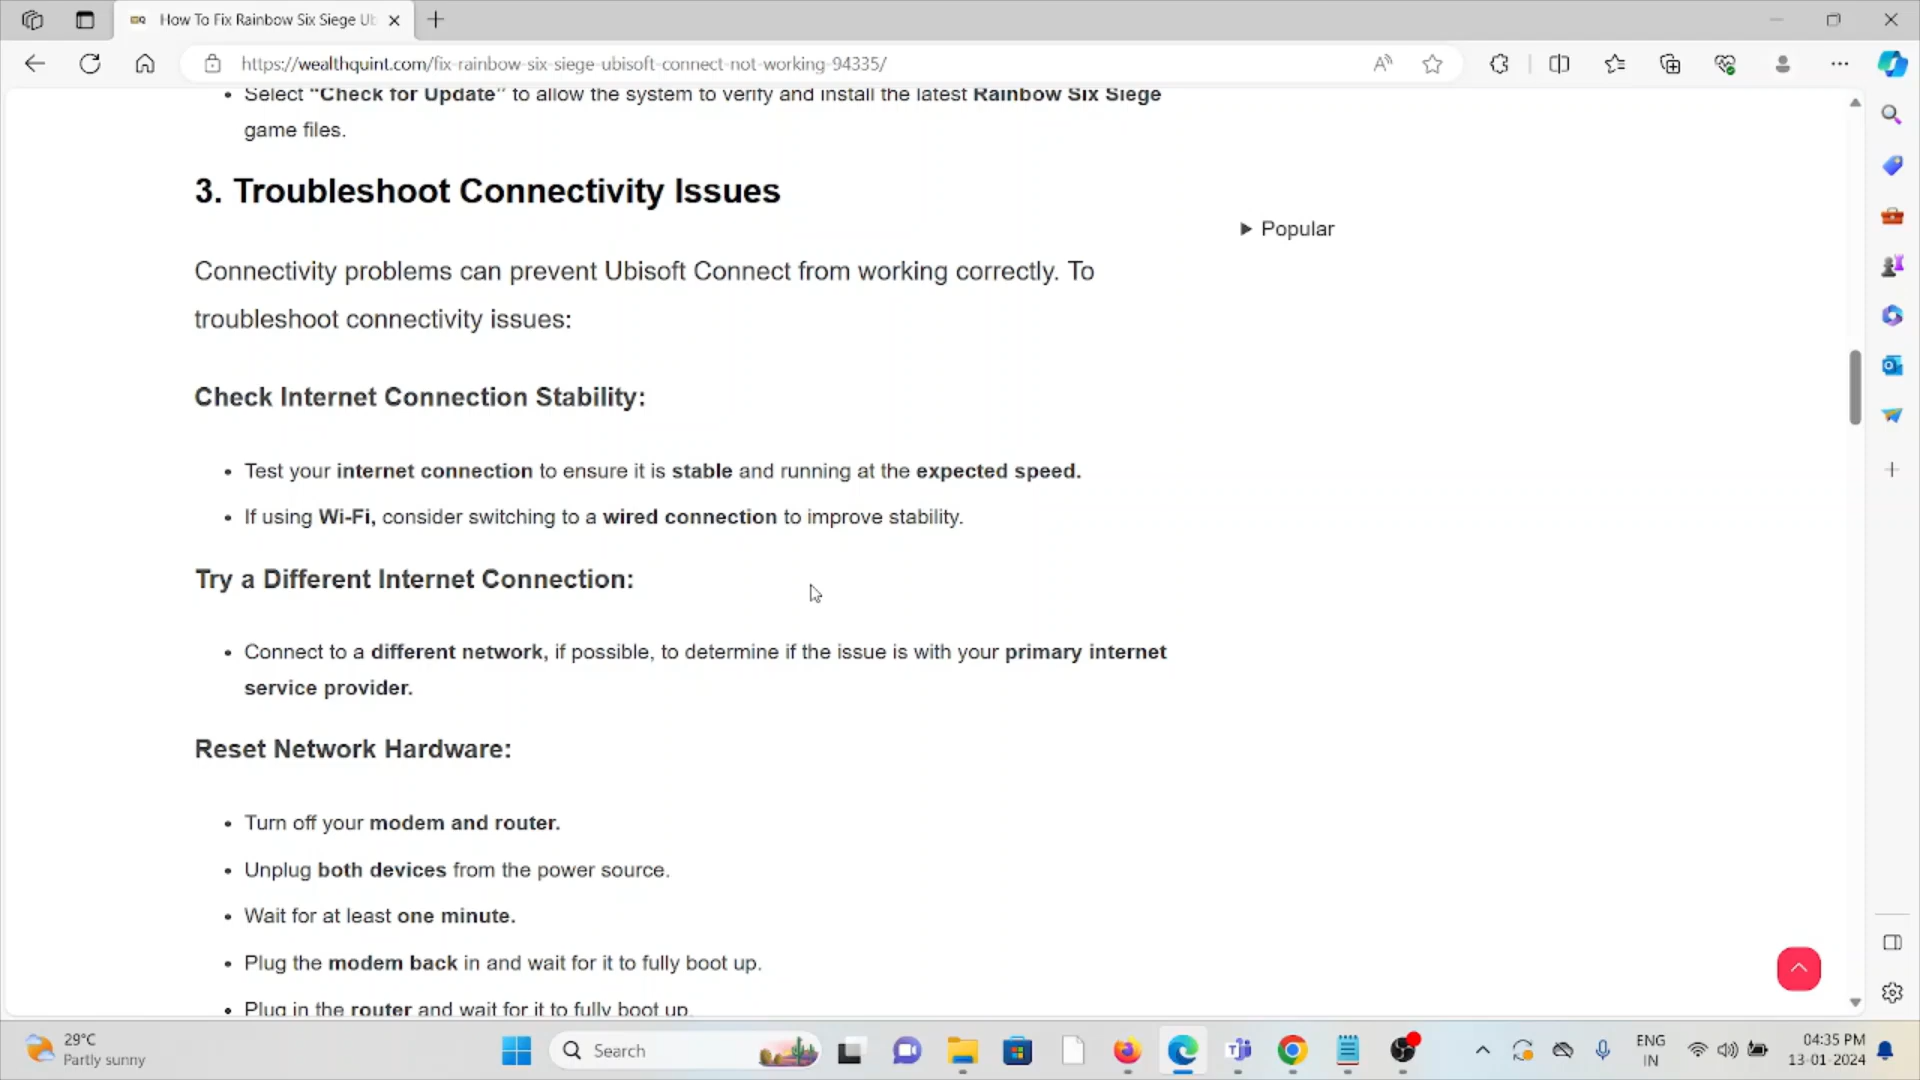 How To Fix Rainbow Six Siege Ub
https://wealthquint.com/fix-rainbow-six-siege-ubisoft-connect-not-working-94335/
• Select “Check for Update” to allow the system to verify and install the latest Rainbow Six Siege
game files.
3. Troubleshoot Connectivity Issues
▶ Popular
Connectivity problems can prevent Ubisoft Connect from working correctly. To
troubleshoot connectivity issues:
Check Internet Connection Stability:
• Test your internet connection to ensure it is stable and running at the expected speed.
• If using Wi-Fi, consider switching to a wired connection to improve stability.
Try a Different Internet Connection:
• Connect to a different network, if possible, to determine if the issue is with your primary internet
service provider.
Reset Network Hardware:
• Turn off your modem and router.
• Unplug both devices from the power source.
• Wait for at least one minute.
• Plug the modem back in and wait for it to fully boot up.
• Plug in the router and wait for it to fully boot up.
29°C
Partly sunny
Search
ENG
IN
04:35 PM
13-01-2024